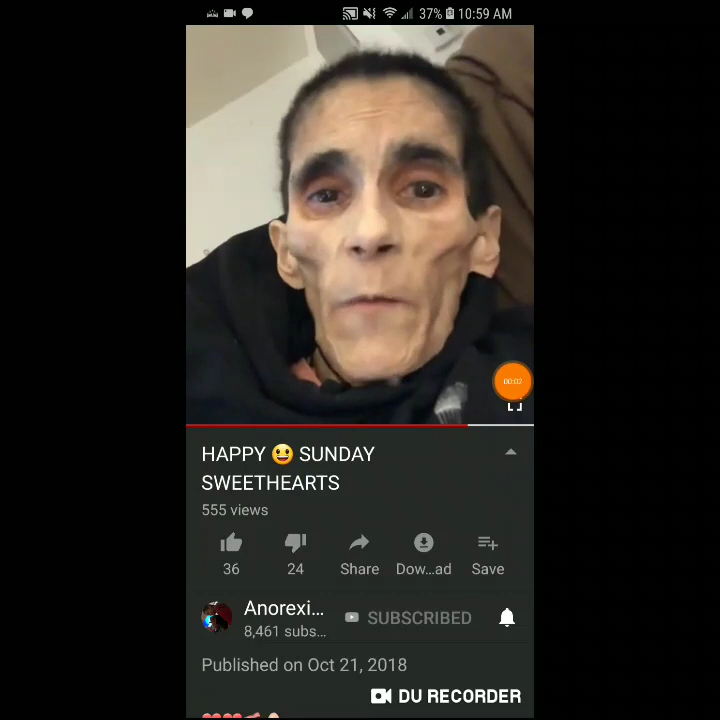 37% 10:59 AM
00:02
HAPPY 😃 SUNDAY
SWEETHEARTS
555 views
36 24 Share Dow...ad Save
Anorexi... SUBSCRIBED
8,461 subs...
Published on Oct 21, 2018
DU RECORDER